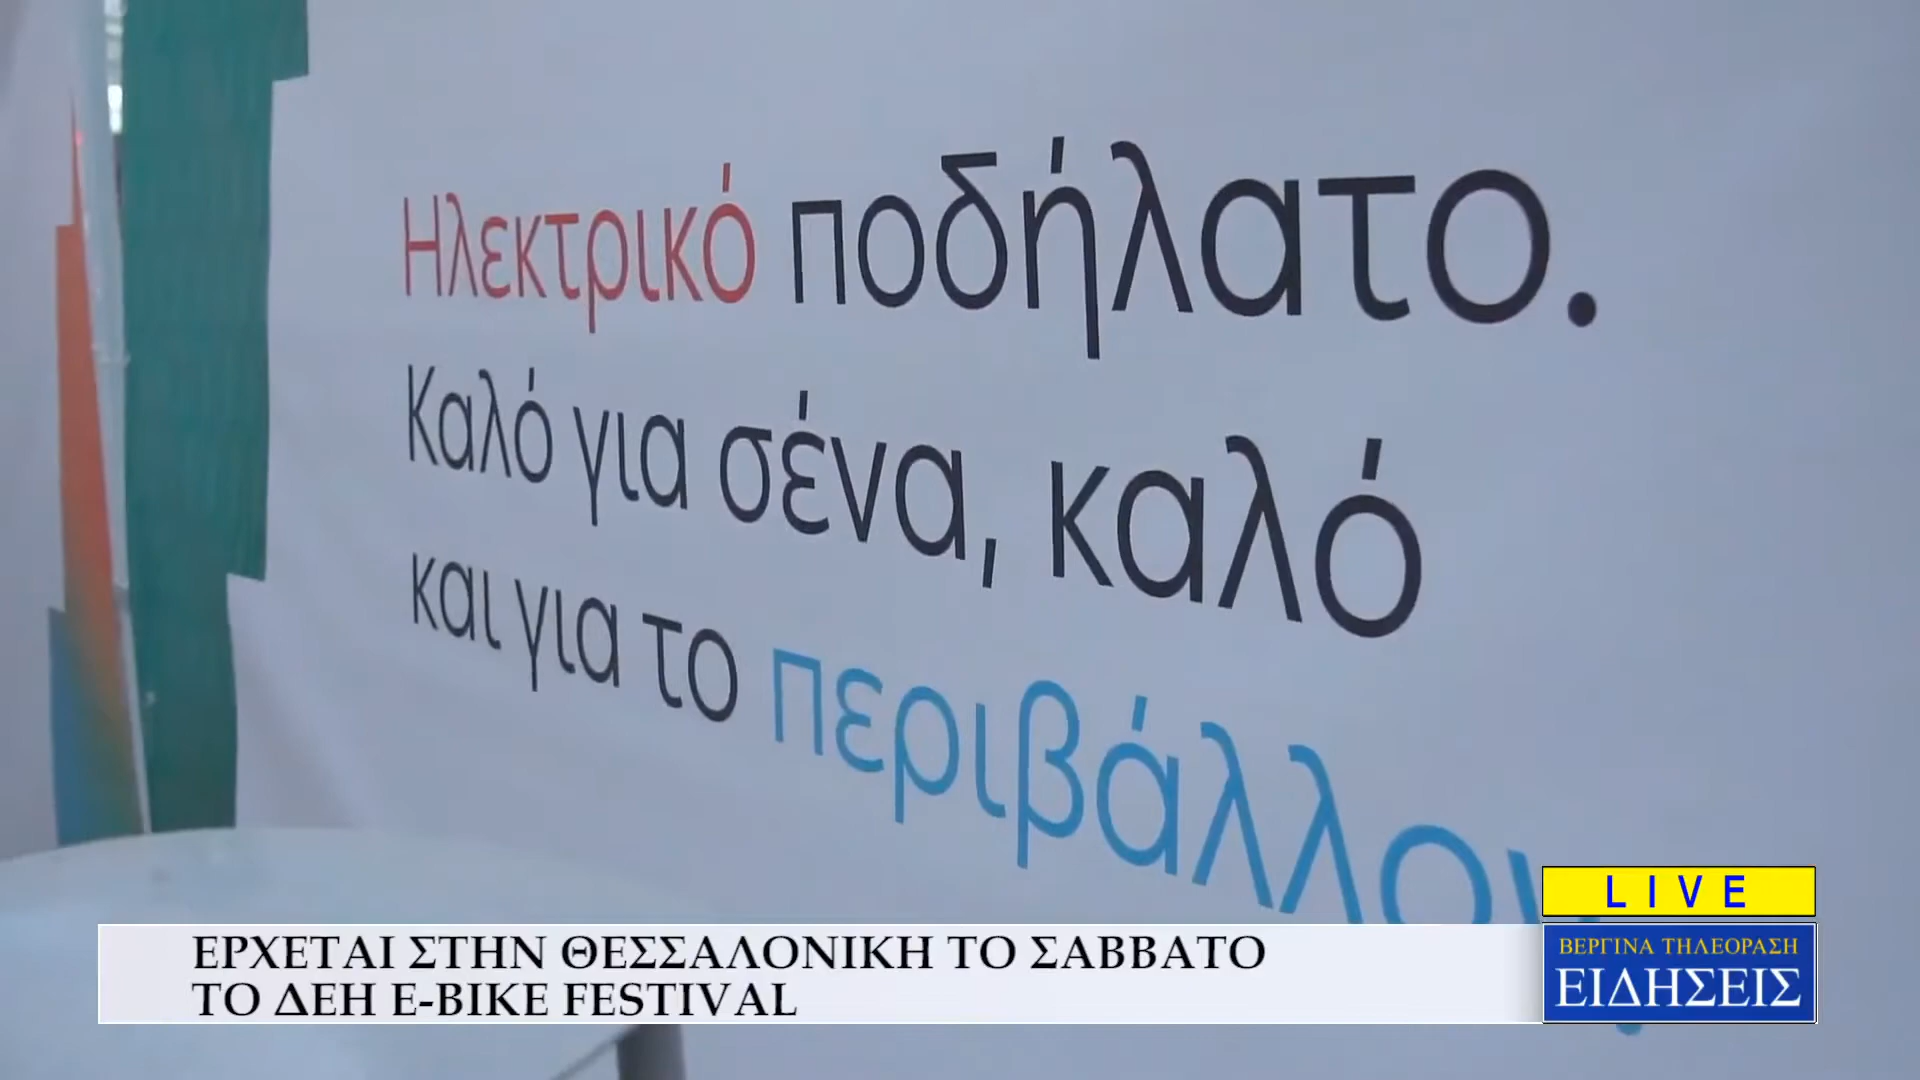 Ηλεκτρικό ποδήλατο.
Καλό για σένα, καλό
και για το περιβάλλον
LIVE
ΕΡΧΕΤΑΙ ΣΤΗΝ ΘΕΣΣΑΛΟΝΙΚΗ ΤΟ ΣΑΒΒΑΤΟ
ΤΟ ΔΕΗ E-BIKE FESTIVAL
ΒΕΡΓΙΝΑ ΤΗΛΕΟΡΑΣΗ
ΕΙΔΗΣΕΙΣ